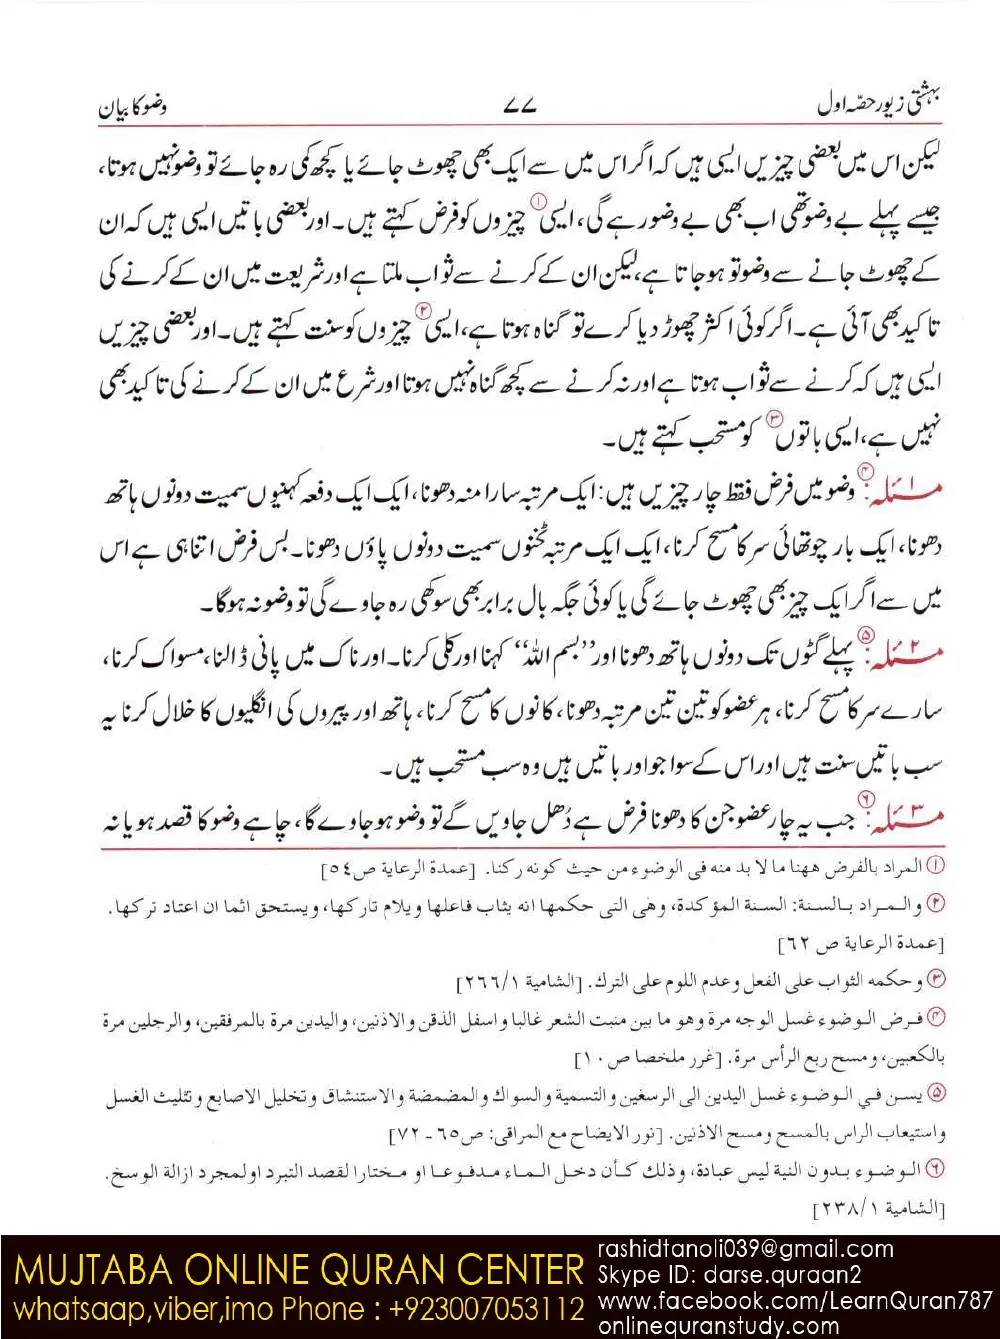 بہشتی زیور حصّہ اول ۷۷ وضو کا بیان
لیکن اس میں بعضی چیزیں ایسی ہیں کہ اگر اس میں سے ایک بھی چھوٹ جائے یا کچھ کمی رہ جائے تو وضو نہیں ہوتا،
جیسے پہلے بے وضو تھی اب بھی بے وضو رہے گی، ایسی① چیزوں کو فرض کہتے ہیں۔ اور بعضی باتیں ایسی ہیں کہ ان
کے چھوٹ جانے سے وضو تو ہو جاتا ہے، لیکن ان کے کرنے سے ثواب ملتا ہے اور شریعت میں ان کے کرنے کی
تاکید بھی آئی ہے۔ اگر کوئی اکثر چھوڑ دیا کرے تو گناہ ہوتا ہے، ایسی② چیزوں کو سنت کہتے ہیں۔ اور بعضی چیزیں
ایسی ہیں کہ کرنے سے ثواب ہوتا ہے اور نہ کرنے سے کچھ گناہ نہیں ہوتا اور شرع میں ان کے کرنے کی تاکید بھی
نہیں ہے، ایسی باتوں③ کو مستحب کہتے ہیں۔
مسئلہ۱:④ وضو میں فرض فقط چار چیزیں ہیں: ایک مرتبہ سارا منہ دھونا، ایک ایک دفعہ کہنیوں سمیت دونوں ہاتھ
دھونا، ایک بار چوتھائی سر کا مسح کرنا، ایک ایک مرتبہ ٹخنوں سمیت دونوں پاؤں دھونا۔ بس فرض اتنا ہی ہے اس
میں سے اگر ایک چیز بھی چھوٹ جائے گی یا کوئی جگہ بال برابر بھی سوکھی رہ جاوے گی تو وضو نہ ہوگا۔
مسئلہ۲:⑤ پہلے گٹوں تک دونوں ہاتھ دھونا اور ”بسم اللہ“ کہنا اور کلی کرنا۔ اور ناک میں پانی ڈالنا، مسواک کرنا،
سارے سر کا مسح کرنا، ہر عضو کو تین تین مرتبہ دھونا، کانوں کا مسح کرنا، ہاتھ اور پیروں کی انگلیوں کا خلال کرنا یہ
سب باتیں سنت ہیں اور اس کے سوا جو اور باتیں ہیں وہ سب مستحب ہیں۔
مسئلہ۳:⑥ جب یہ چار عضو جن کا دھونا فرض ہے دُھل جاویں گے تو وضو ہو جاوے گا، چاہے وضو کا قصد ہو یا نہ
① المراد بالفرض ههنا ما لا بد منه فى الوضوء من حيث كونه ركنا. [عمدة الرعاية ص ٥٤]
② والمراد بالسنة: السنة المؤكدة، وهى التى حكمها انه يثاب فاعلها ويلام تاركها، ويستحق اثما ان اعتاد تركها.
[عمدة الرعاية ص ٦٢]
③ وحكمه الثواب على الفعل وعدم اللوم على الترك. [الشامية ١/٢٦٦]
④ فرض الوضوء غسل الوجه مرة وهو ما بين منبت الشعر غالبا واسفل الذقن والاذنين، واليدين مرة بالمرفقين، والرجلين مرة
بالكعبين، ومسح ربع الرأس مرة. [غرر ملخصا ص ١٠]
⑤ يسن في الوضوء غسل اليدين الى الرسغين والتسمية والسواك والمضمضة والاستنشاق وتخليل الاصابع وتثليث الغسل
واستيعاب الراس بالمسح ومسح الاذنين. [نور الايضاح مع المراقى: ص٦٥ - ٧٢]
⑥ الوضوء بدون النية ليس عبادة، وذلك كأن دخل الماء مدفوعا او مختارا لقصد التبرد او لمجرد ازالة الوسخ.
[الشامية ١/٢٣٨]
MUJTABA ONLINE QURAN CENTER
whatsaap,viber,imo Phone : +923007053112
rashidtanoli039@gmail.com
Skype ID: darse.quraan2
www.facebook.com/LearnQuran787
onlinequranstudy.com